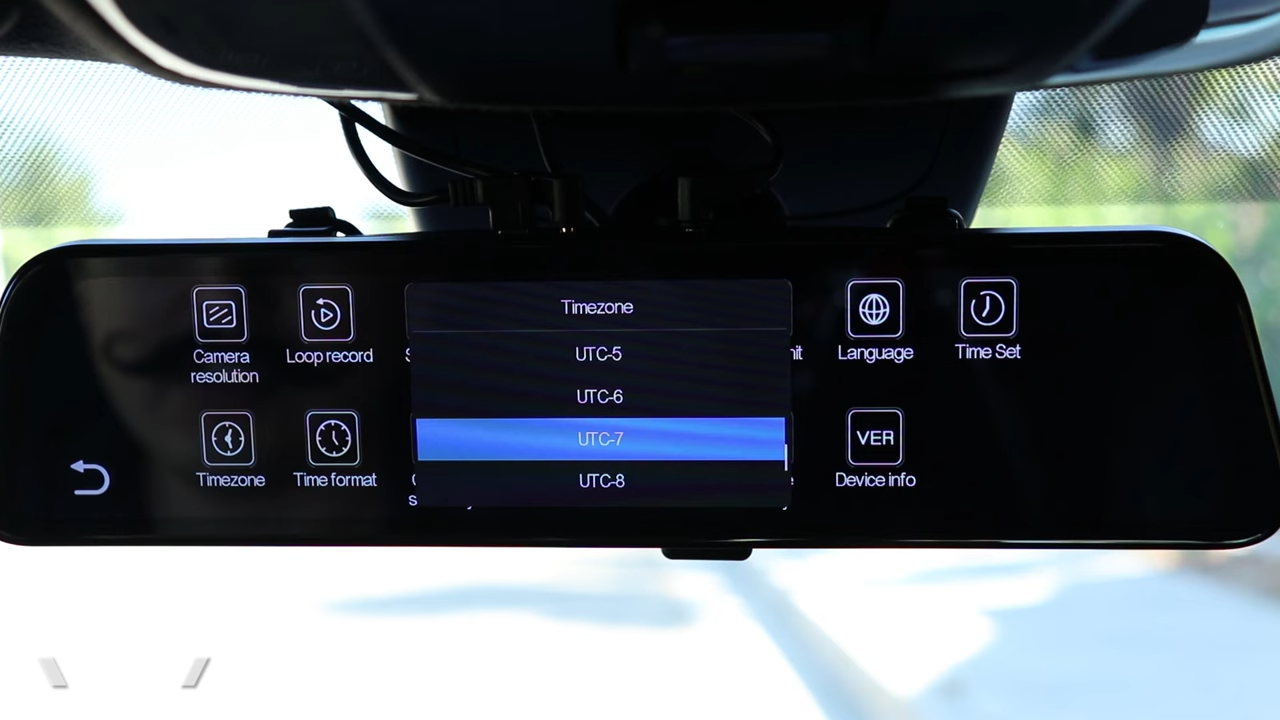 Timezone
UTC-5
UTC-6
UTC-7
UTC-8
Camera
resolution
Loop record
Language
Time Set
Timezone
Time format
VER
Device info